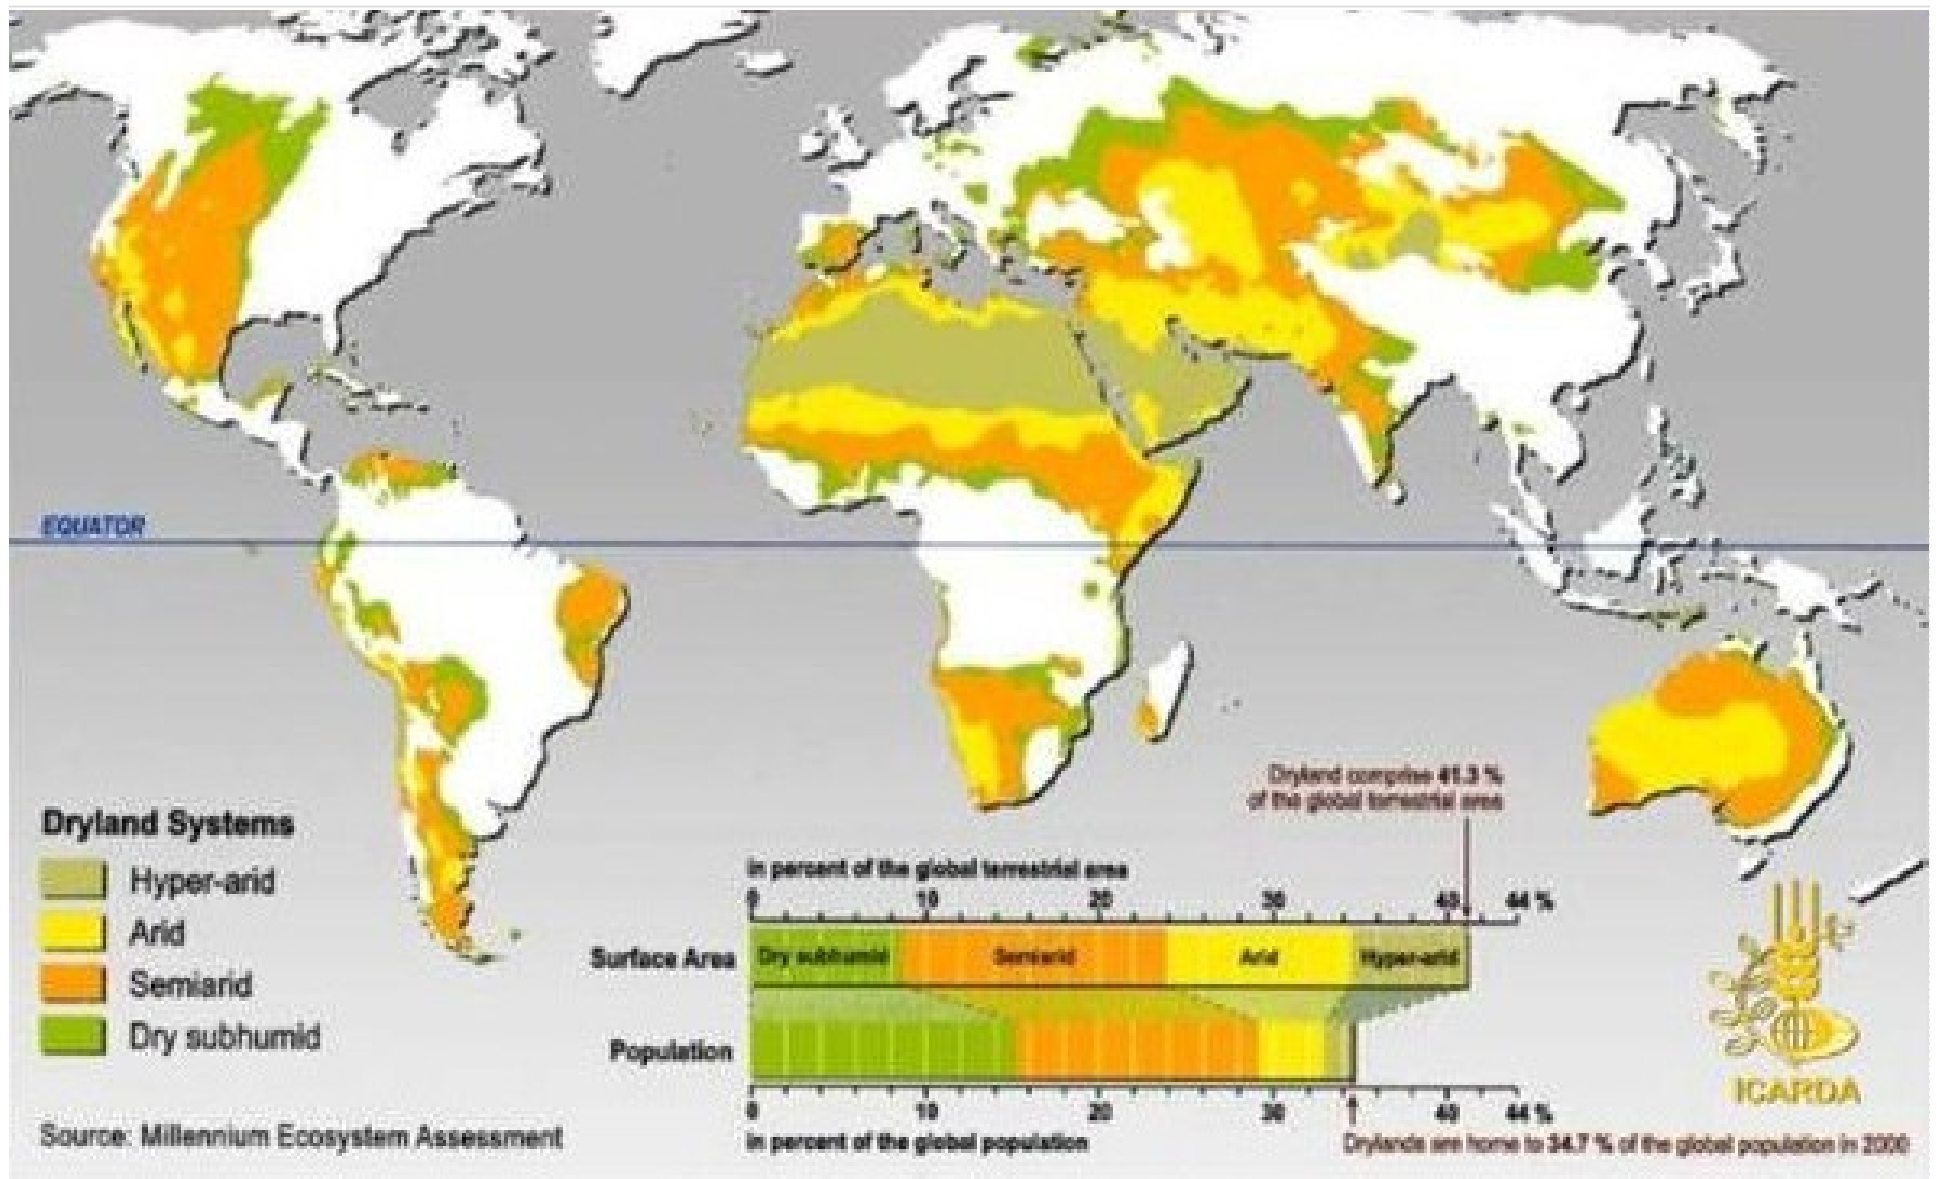 EQUATOR
Dryland Systems
Hyper-arid
Arid
Semiarid
Dry subhumid
Source: Millennium Ecosystem Assessment
Dryland comprise 41.3 %
of the global terrestrial area
in percent of the global terrestrial area
0 10 20 30 40 44 %
Surface Area Dry subhumid Semiarid Arid Hyper-arid
Population
0 10 20 30 40 44 %
in percent of the global population
Drylands are home to 34.7 % of the global population in 2000
ICARDA